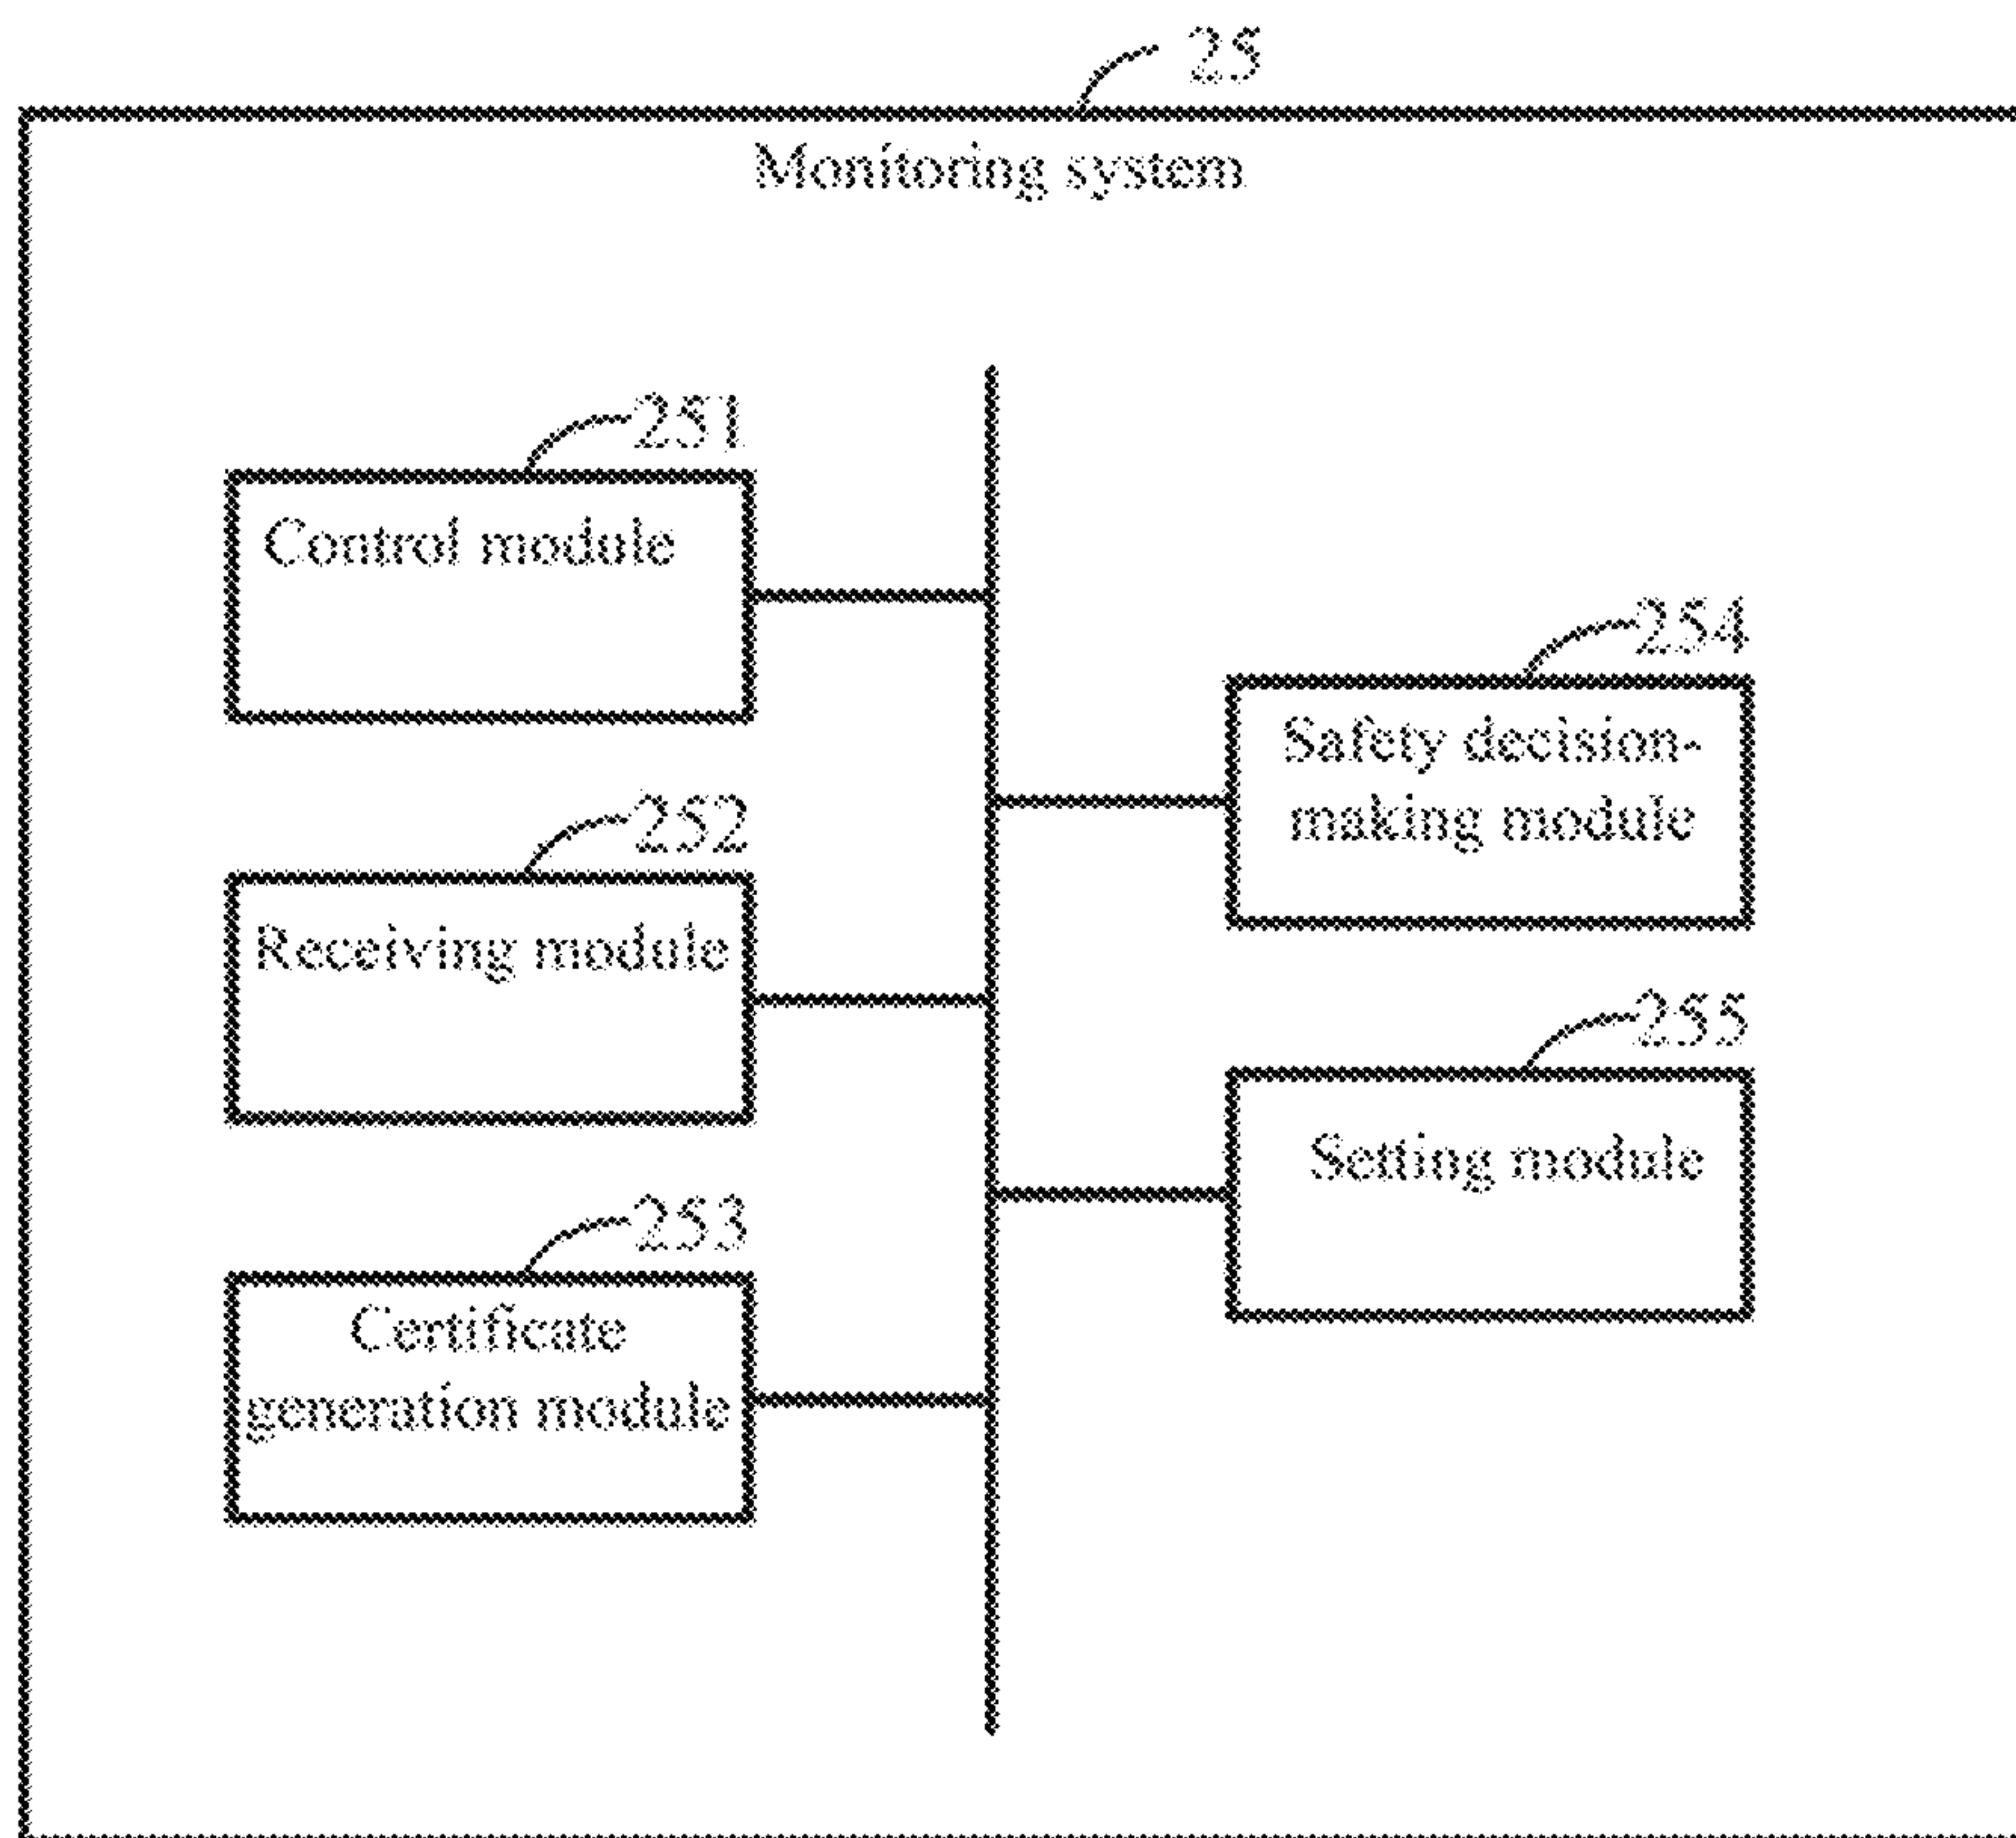 25
Monitoring system
251
Control module
252
Receiving module
253
Certificate
generation module
254
Safety decision-
making module
255
Setting module